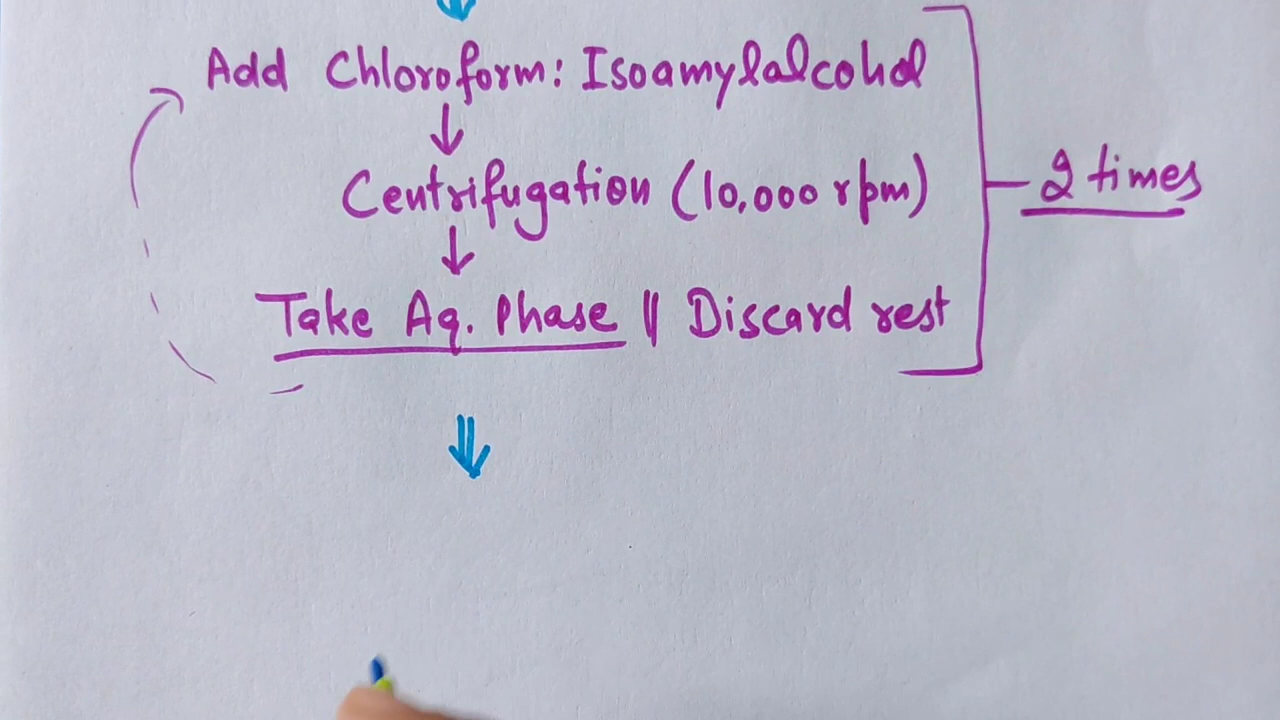 Add Chloroform: Isoamylalcohol
Centrifugation (10,000 rpm)
2 times
Take Aq. Phase || Discard rest